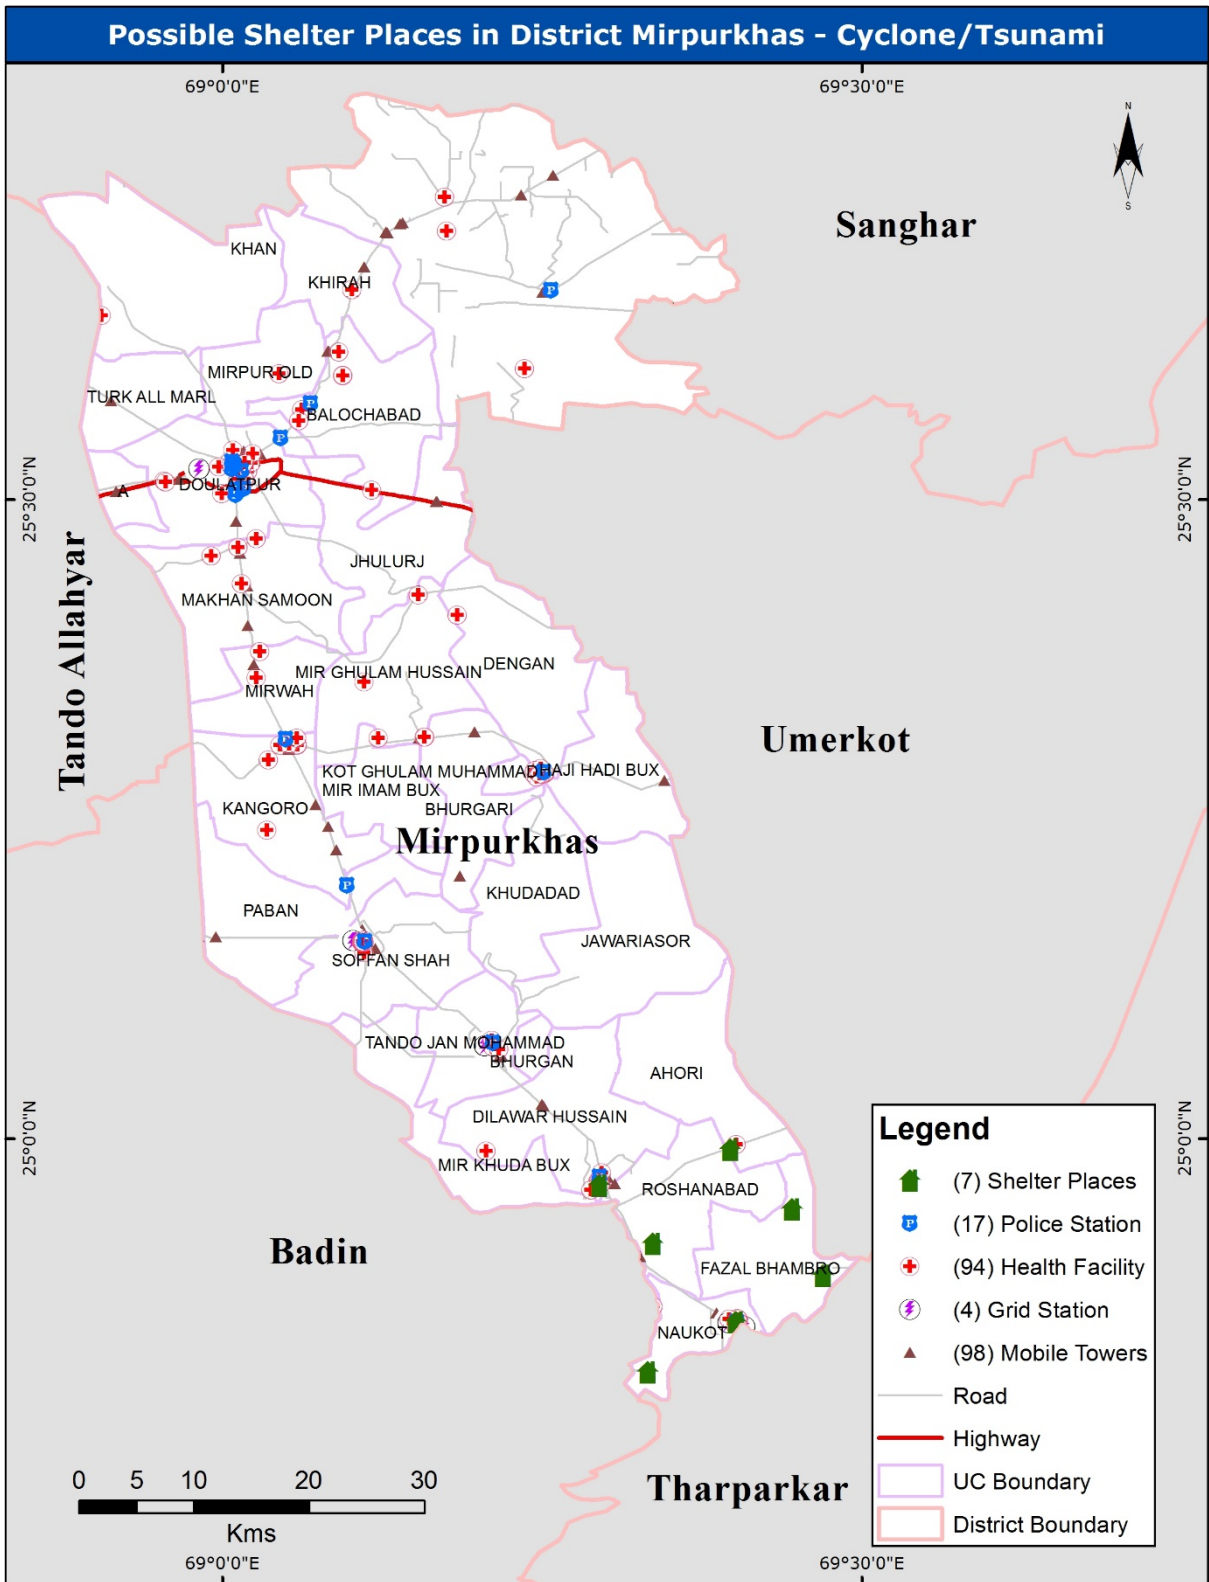 Possible Shelter Places in District Mirpurkhas - Cyclone/Tsunami
69°0'0"E
69°30'0"E
N
S
Sanghar
KHAN
KHIRAH
MIRPUR OLD
TURK ALL MARL
BALOCHABAD
25°30'0"N
25°30'0"N
DOULATPUR
A
Tando Allahyar
JHULURJ
MAKHAN SAMOON
DENGAN
MIR GHULAM HUSSAIN
MIRWAH
Umerkot
KOT GHULAM MUHAMMAD
HAJI HADI BUX
MIR IMAM BUX
KANGORO
BHURGARI
Mirpurkhas
KHUDADAD
PABAN
JAWARIASOR
SOFFAN SHAH
TANDO JAN MOHAMMAD
BHURGAN
AHORI
DILAWAR HUSSAIN
25°0'0"N
25°0'0"N
MIR KHUDA BUX
ROSHANABAD
Badin
FAZAL BHAMBRO
NAUKOT
Tharparkar
Legend
(7) Shelter Places
(17) Police Station
(94) Health Facility
(4) Grid Station
(98) Mobile Towers
Road
Highway
UC Boundary
District Boundary
0 5 10 20 30
Kms
69°0'0"E
69°30'0"E